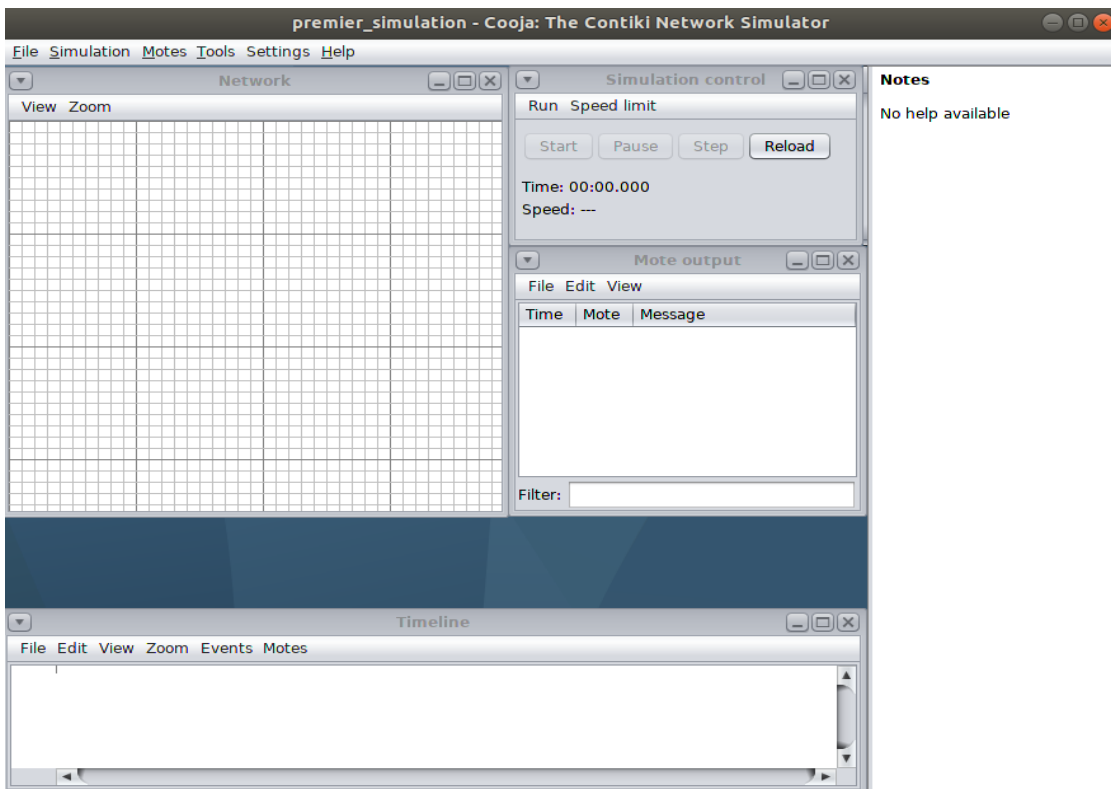 premier_simulation - Cooja: The Contiki Network Simulator
File Simulation Motes Tools Settings Help
Network
View Zoom
Simulation control
Run Speed limit
Start Pause Step Reload
Time: 00:00.000
Speed: ---
Mote output
File Edit View
Time Mote Message
Filter:
Notes
No help available
Timeline
File Edit View Zoom Events Motes